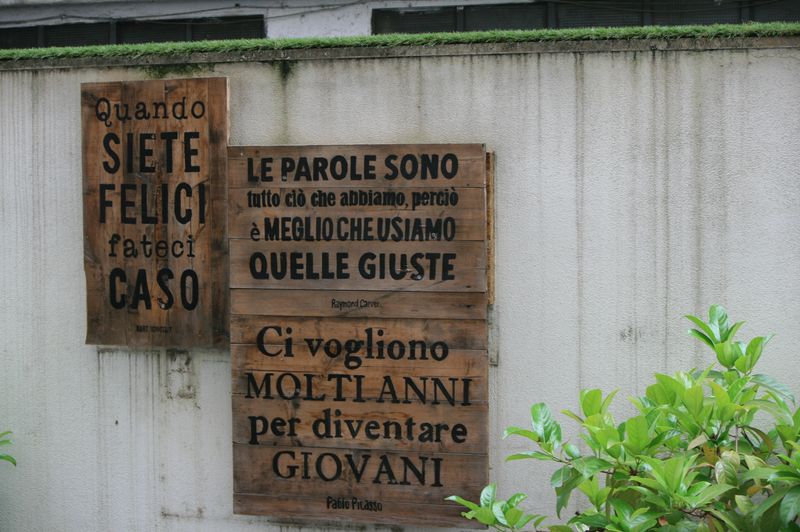 Quando
SIETE
FELICI
fateci
CASO
LE PAROLE SONO
tutto ciò che abbiamo, perciò
è MEGLIO CHE USIAMO
QUELLE GIUSTE
Raymond Carver
Ci vogliono
MOLTI ANNI
per diventare
GIOVANI
Pablo Picasso